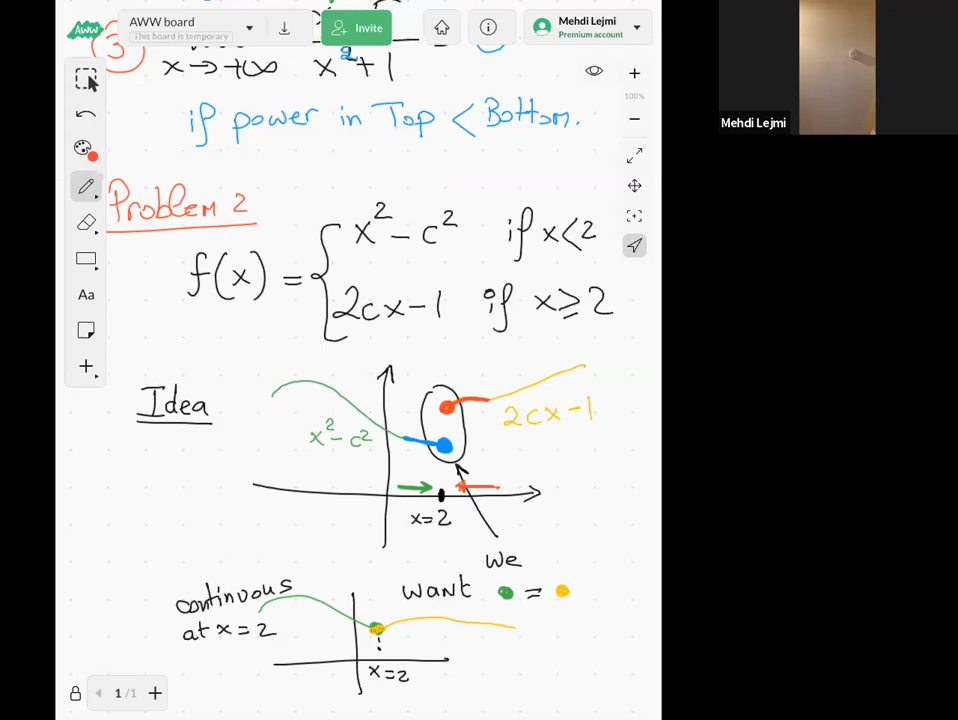 AWW board
This board is temporary
Invite
Mehdi Lejmi
Premium account
3
x → +∞ x² + 1
100%
if power in Top < Bottom.
Mehdi Lejmi
Problem 2
f(x) = { x² - c² if x < 2
2cx - 1 if x ≥ 2
Aa
Idea
2cx - 1
x² - c²
x = 2
We
want = 
continuous
at x = 2
x = 2
1 / 1